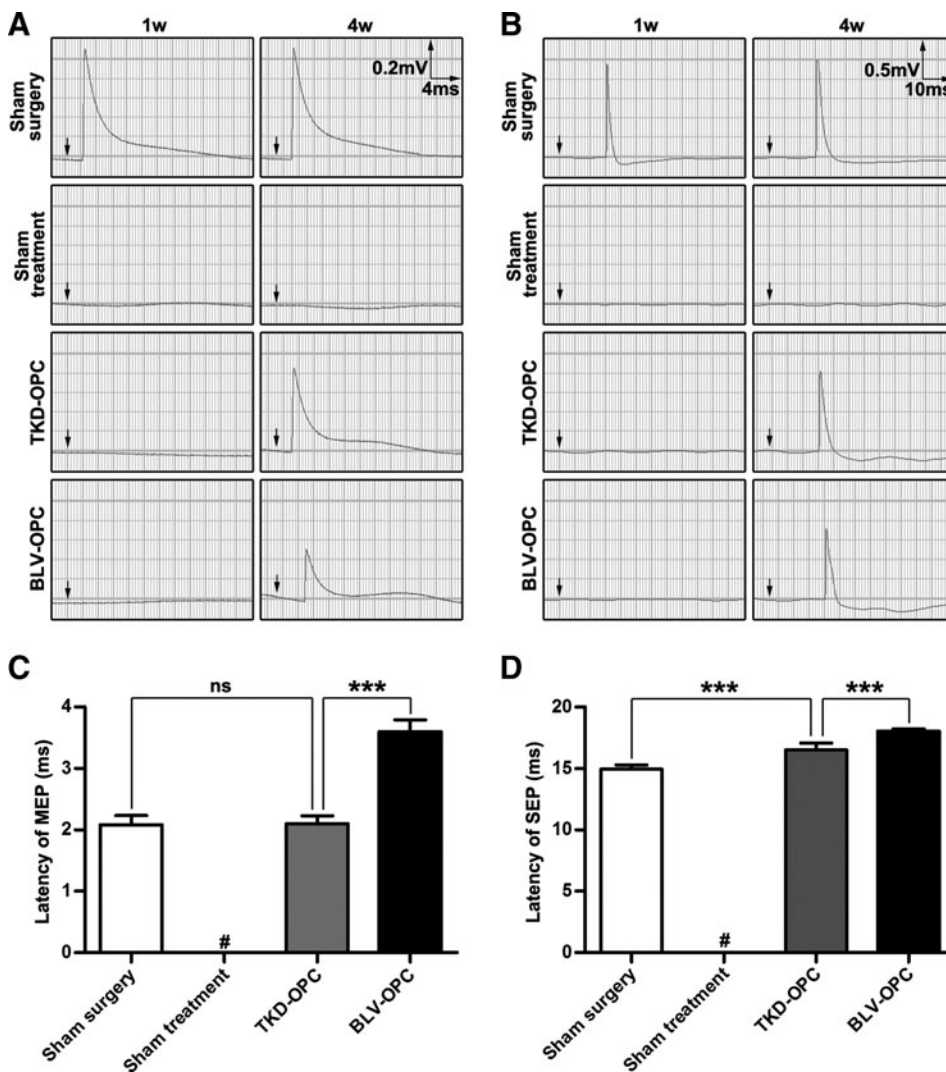 A
1w
4w
Sham surgery
0.2mV
4ms
Sham treatment
TKD-OPC
BLV-OPC
B
1w
4w
Sham surgery
0.5mV
10ms
Sham treatment
TKD-OPC
BLV-OPC
C
ns
***
4
3
2
1
0
Latency of MEP (ms)
#
Sham surgery
Sham treatment
TKD-OPC
BLV-OPC
D
***
***
20
15
10
5
0
Latency of SEP (ms)
#
Sham surgery
Sham treatment
TKD-OPC
BLV-OPC